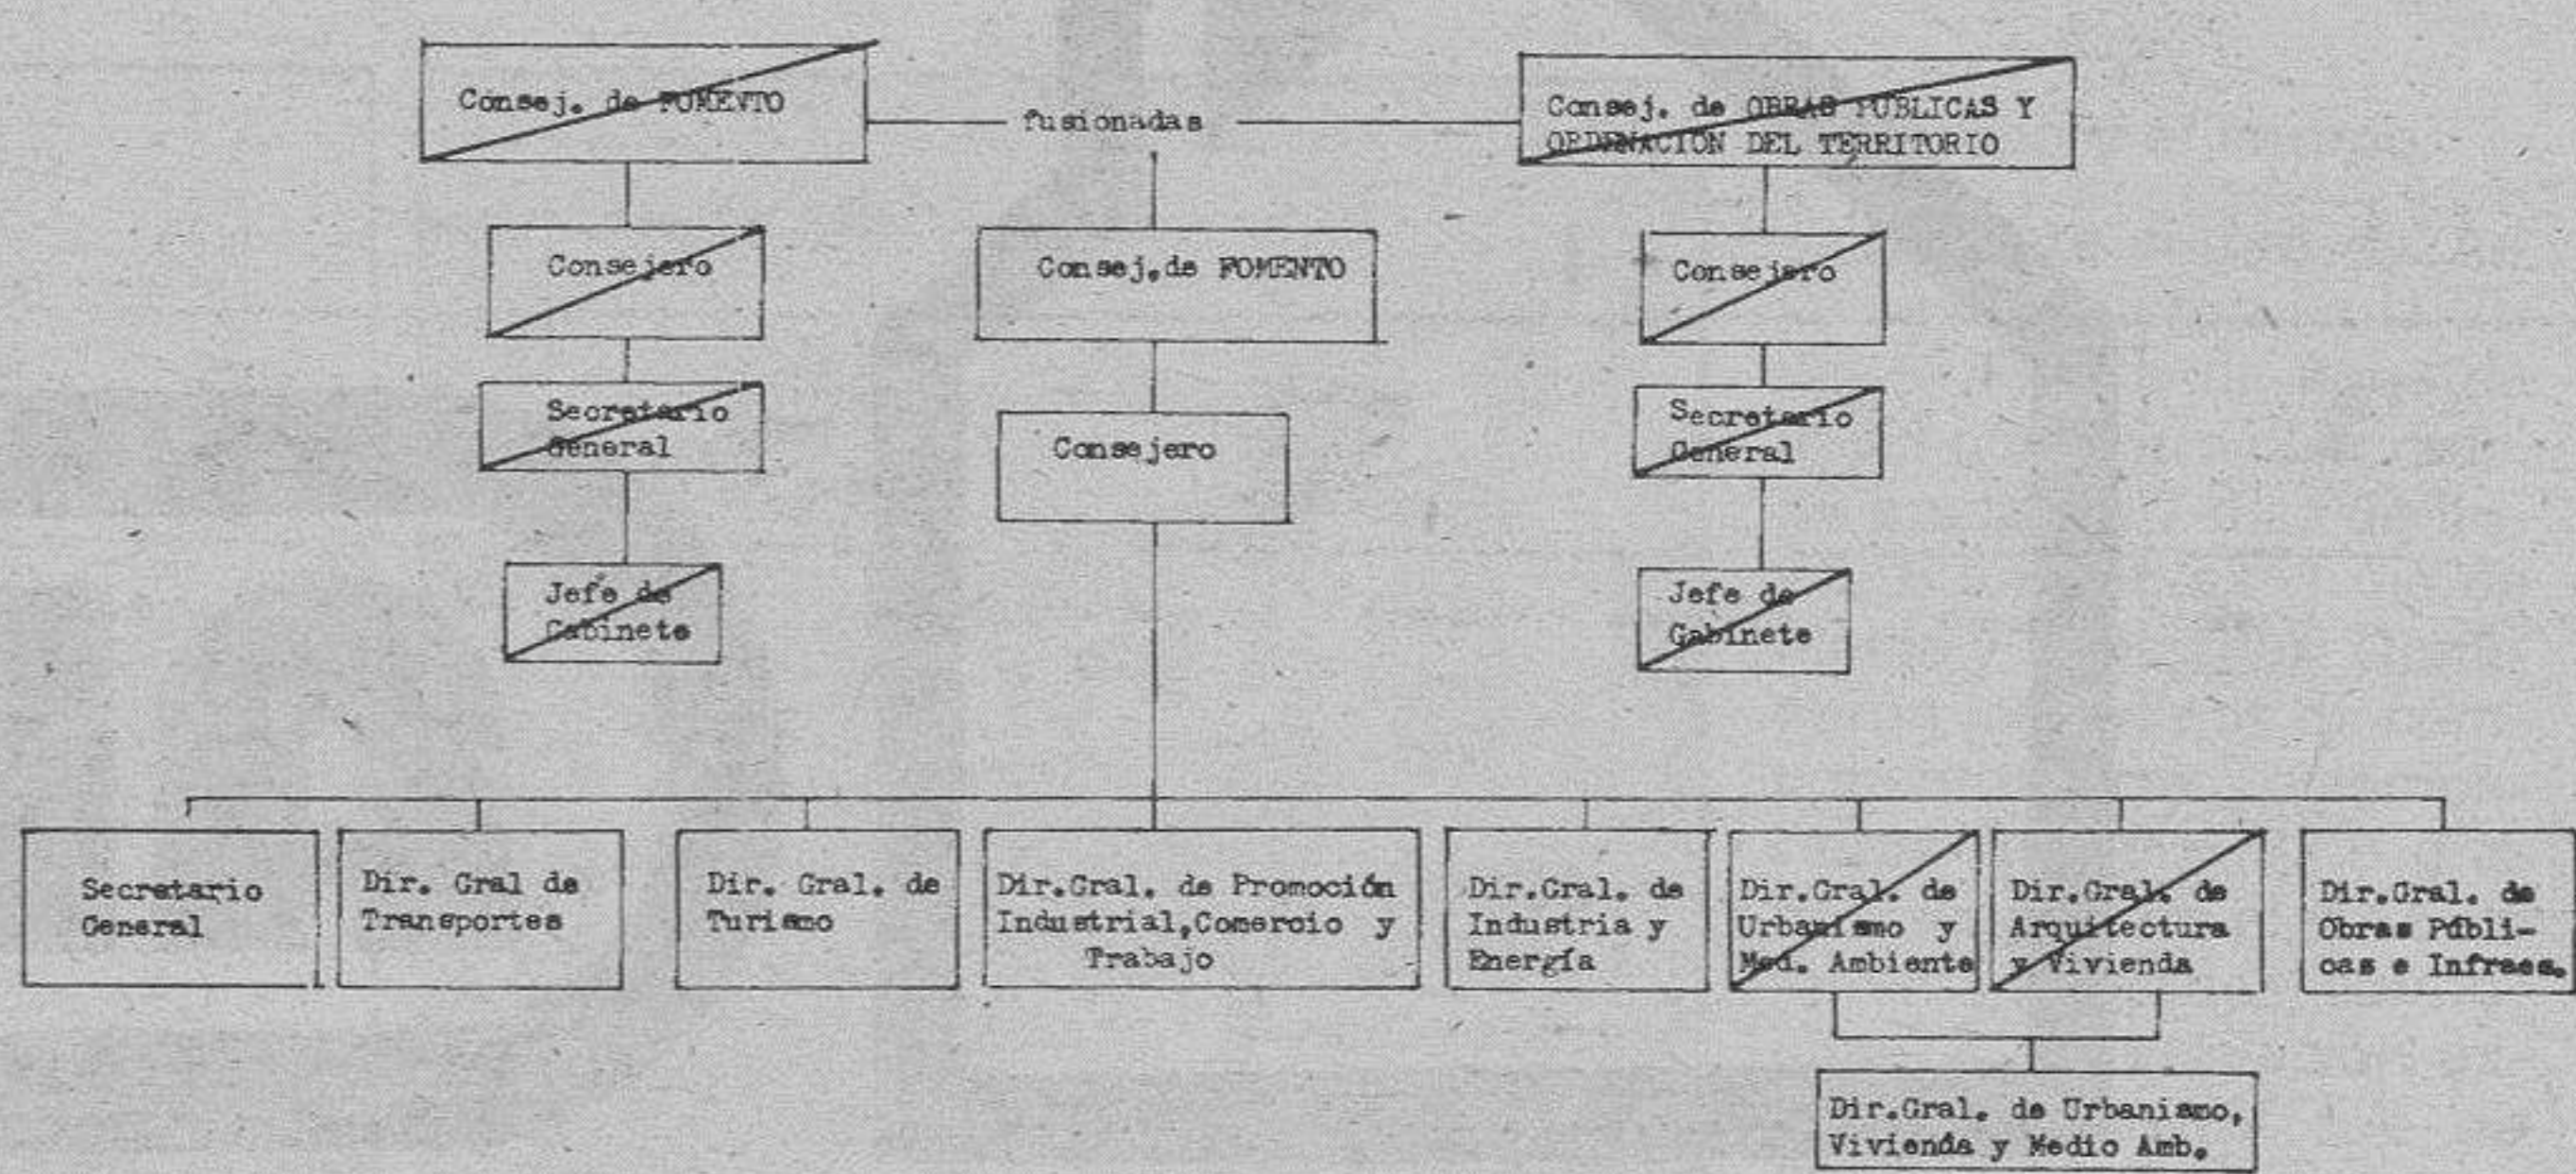 Consej. de FOMENTO
fusionadas
Consej. de OBRAS PUBLICAS Y
ORDENACION DEL TERRITORIO
Consejero
Consej.de FOMENTO
Consejero
Secretario
General
Consejero
Secretario
General
Jefe de
Gabinete
Jefe de
Gabinete
Secretario
General
Dir. Gral de
Transportes
Dir. Gral. de
Turismo
Dir.Gral. de Promoción
Industrial,Comercio y
Trabajo
Dir.Gral. de
Industria y
Energía
Dir.Gral. de
Urbanismo y
Med. Ambiente
Dir.Gral. de
Arquitectura
y Vivienda
Dir.Gral. de
Obras Públi-
cas e Infraes.
Dir.Gral. de Urbanismo,
Vivienda y Medio Amb.